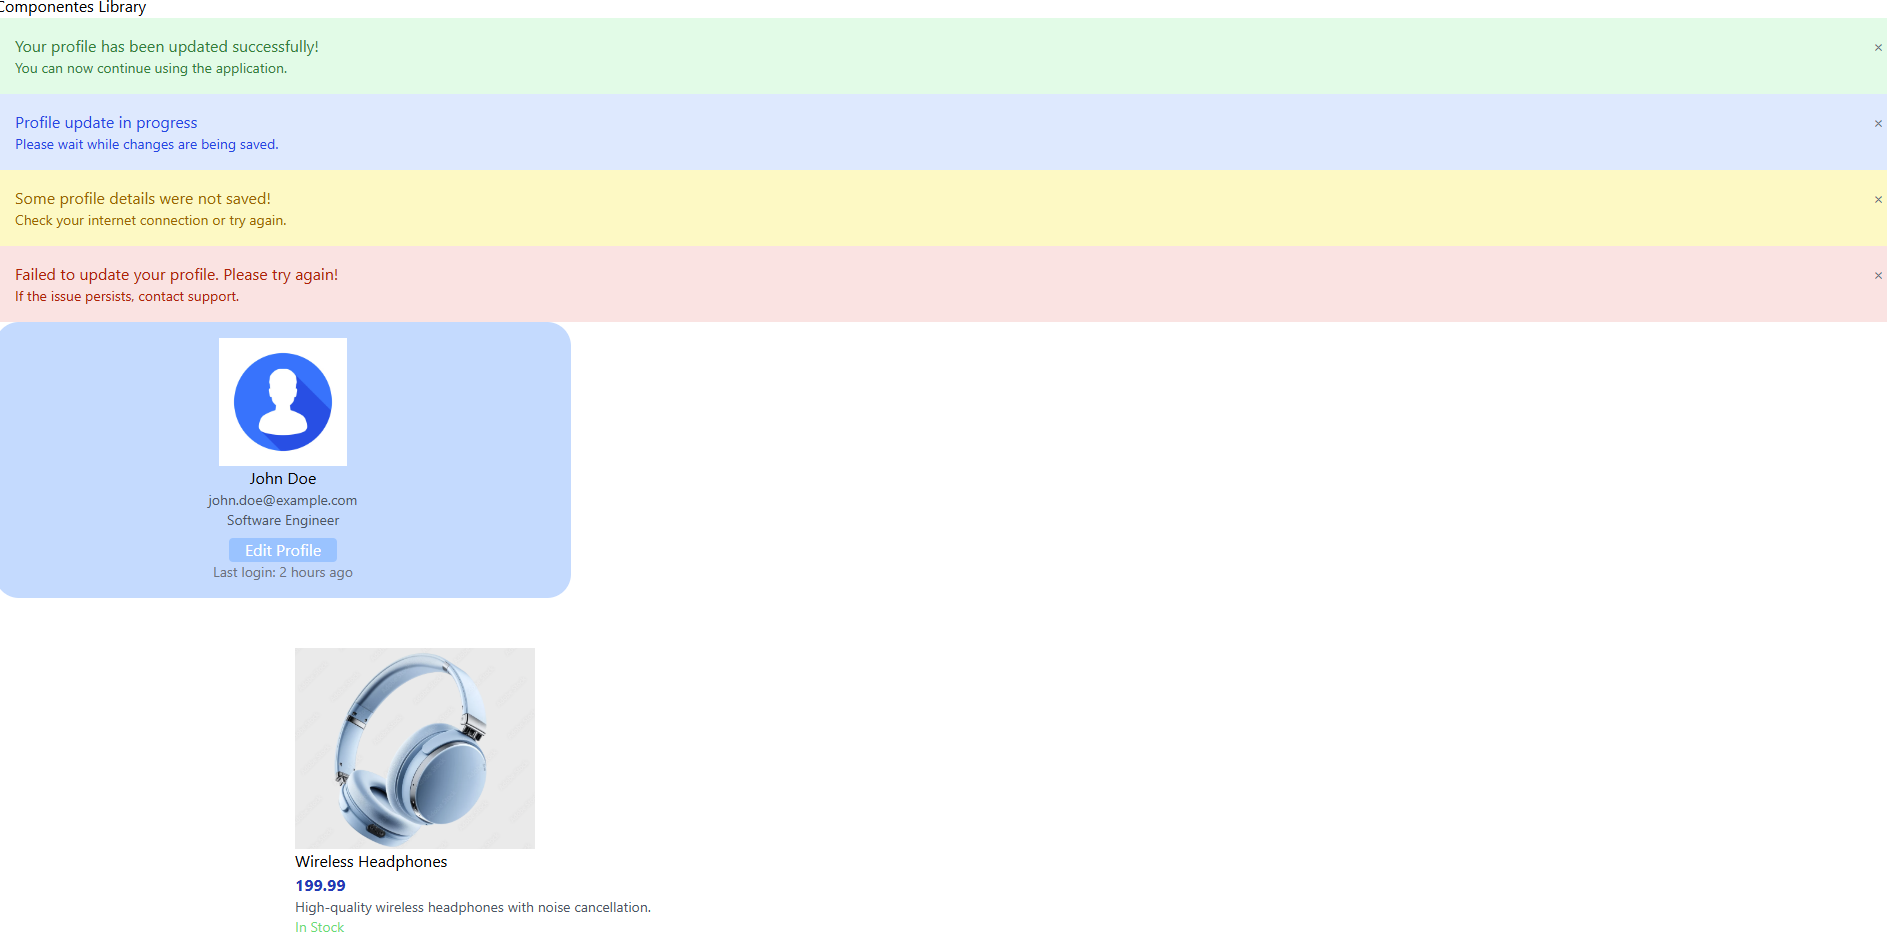 Componentes Library
Your profile has been updated successfully!
×
You can now continue using the application.
Profile update in progress
×
Please wait while changes are being saved.
Some profile details were not saved!
×
Check your internet connection or try again.
Failed to update your profile. Please try again!
×
If the issue persists, contact support.
John Doe
john.doe@example.com
Software Engineer
Edit Profile
Last login: 2 hours ago
Wireless Headphones
199.99
High-quality wireless headphones with noise cancellation.
In Stock